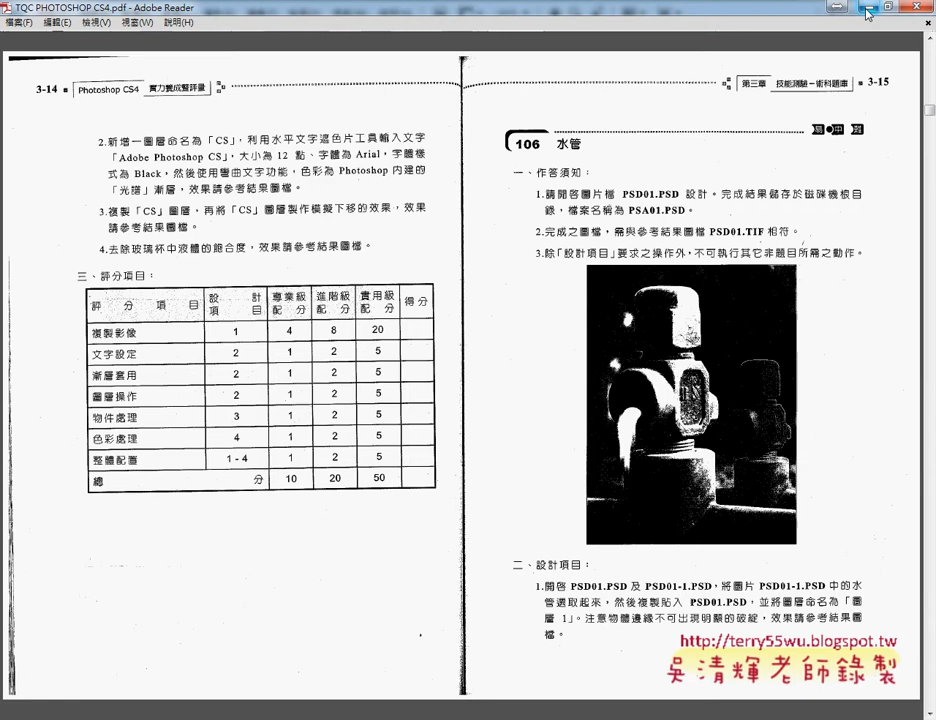 TQC PHOTOSHOP CS4.pdf - Adobe Reader
檔案(F) 編輯(E) 檢視(V) 視窗(W) 說明(H)
3-14 Photoshop CS4 實力養成暨評量
2.新增一圖層命名為「CS」，利用水平文字遮色片工具輸入文字
「Adobe Photoshop CS」，大小為 12 點、字體為 Arial，字體樣
式為 Black，然後使用彎曲文字功能，色彩為 Photoshop 內建的
「光譜」漸層，效果請參考結果圖檔。
3.複製「CS」圖層，再將「CS」圖層製作模擬下移的效果，效果
請參考結果圖檔。
4.去除玻璃杯中液體的飽合度，效果請參考結果圖檔。
三、評分項目：
評分項目 設計項目 專業級配分 進階級配分 實用級配分 得分
複製影像 1 4 8 20
文字設定 2 1 2 5
漸層套用 2 1 2 5
圖層操作 2 1 2 5
物件處理 3 1 2 5
色彩處理 4 1 2 5
整體配置 1-4 1 2 5
總分 10 20 50
第三章 技能測驗－術科題庫 3-15
易 中 難
106 水管
一、作答須知：
1.請開啓圖片檔 PSD01.PSD 設計。完成結果儲存於磁碟機根目
錄，檔案名稱為 PSA01.PSD。
2.完成之圖檔，需與參考結果圖檔 PSD01.TIF 相符。
3.除「設計項目」要求之操作外，不可執行其它非題目所需之動作。
二、設計項目：
1.開啓 PSD01.PSD 及 PSD01-1.PSD，將圖片 PSD01-1.PSD 中的水
管選取起來，然後複製貼入 PSD01.PSD，並將圖層命名為「圖
層 1」。注意物體邊緣不可出現明顯的破綻，效果請參考結果圖
檔。
http://terry55wu.blogspot.tw
吳清輝老師錄製